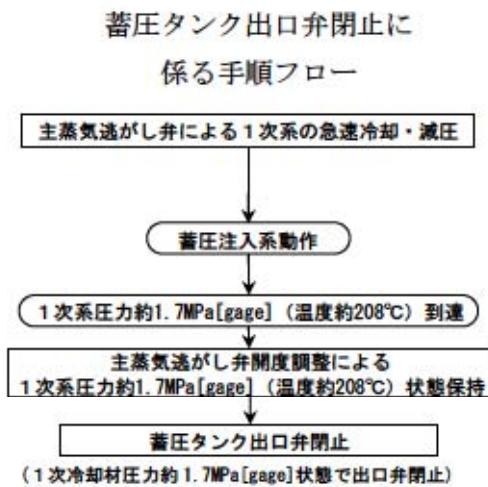 蓄圧タンク出口弁閉止に
係る手順フロー
主蒸気逃がし弁による1次系の急速冷却・減圧
蓄圧注入系動作
1次系圧力約1.7MPa[gage]（温度約208℃）到達
主蒸気逃がし弁開度調整による
1次系圧力約1.7MPa[gage]（温度約208℃）状態保持
蓄圧タンク出口弁閉止
(1次冷却材圧力約1.7MPa[gage]状態で出口弁閉止)